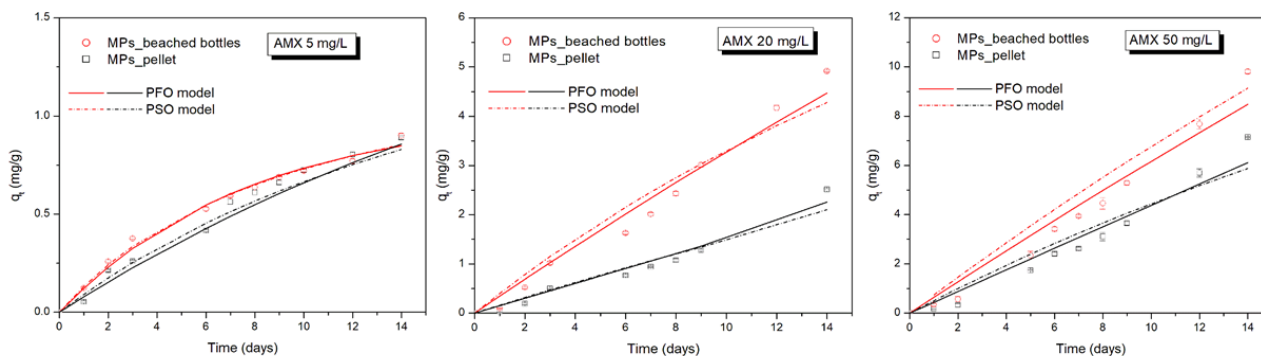 AMX 5 mg/L
MPs_beached bottles
MPs_pellet
PFO model
PSO model
1.5
1.0
0.5
0.0
qt (mg/g)
0 2 4 6 8 10 12 14
Time (days)
AMX 20 mg/L
MPs_beached bottles
MPs_pellet
PFO model
PSO model
6
5
4
3
2
1
0
qt (mg/g)
0 2 4 6 8 10 12 14
Time (days)
AMX 50 mg/L
MPs_beached bottles
MPs_pellet
PFO model
PSO model
12
10
8
6
4
2
0
qt (mg/g)
0 2 4 6 8 10 12 14
Time (days)